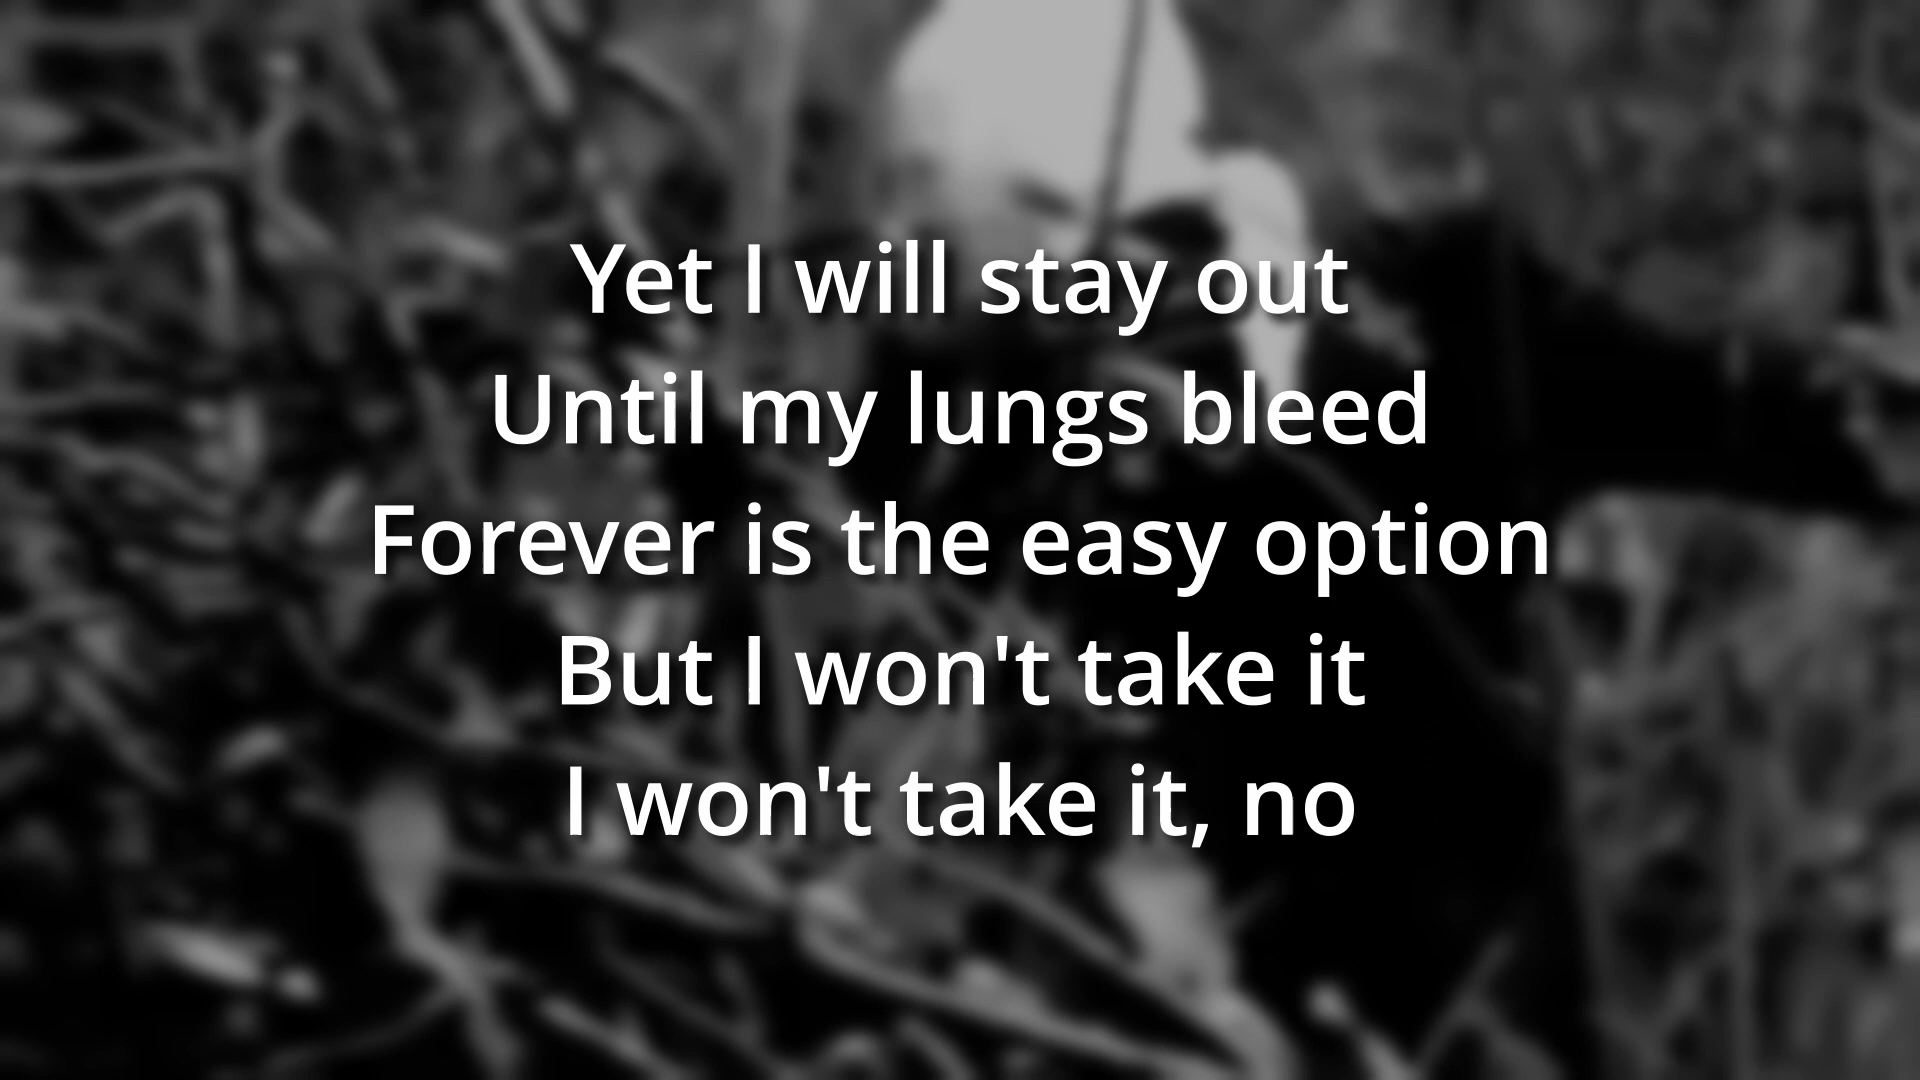 Yet I will stay out
Until my lungs bleed
Forever is the easy option
But I won't take it
I won't take it, no